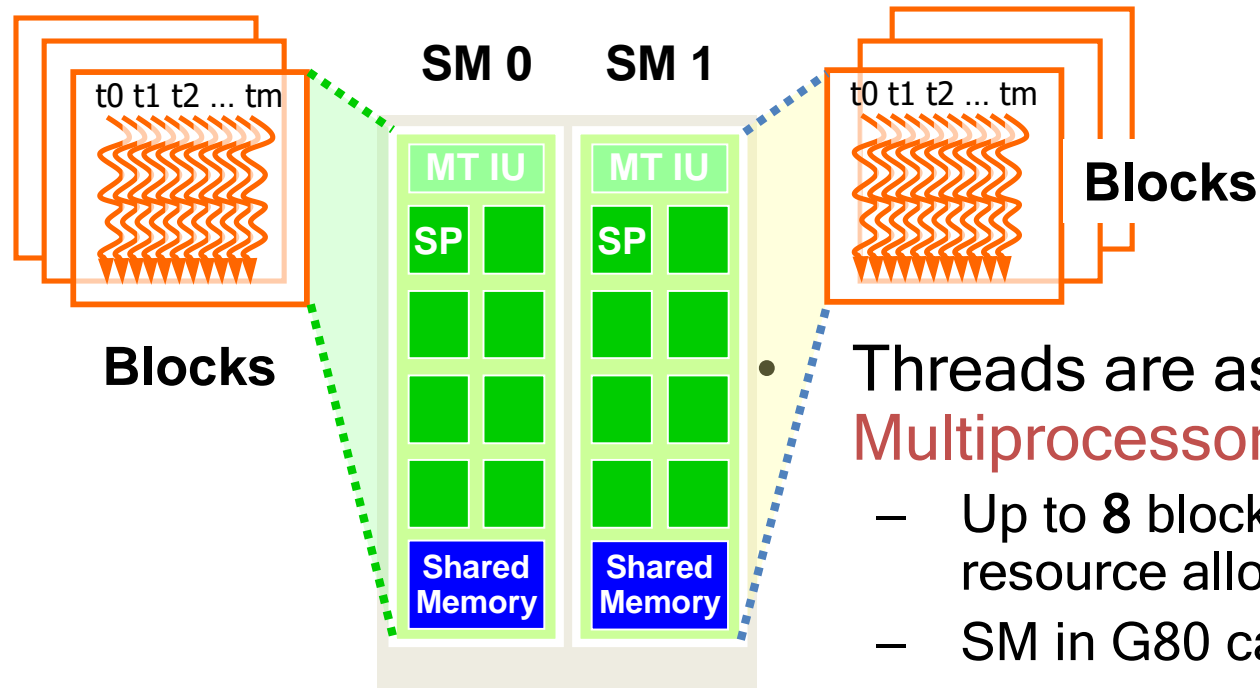 SM 0 SM 1
t0 t1 t2 … tm
t0 t1 t2 … tm
MT IU MT IU
Blocks
SP SP
Blocks
• Threads are as
Multiprocessor
– Up to 8 block
resource allo
Shared Memory
Shared Memory
– SM in G80 ca